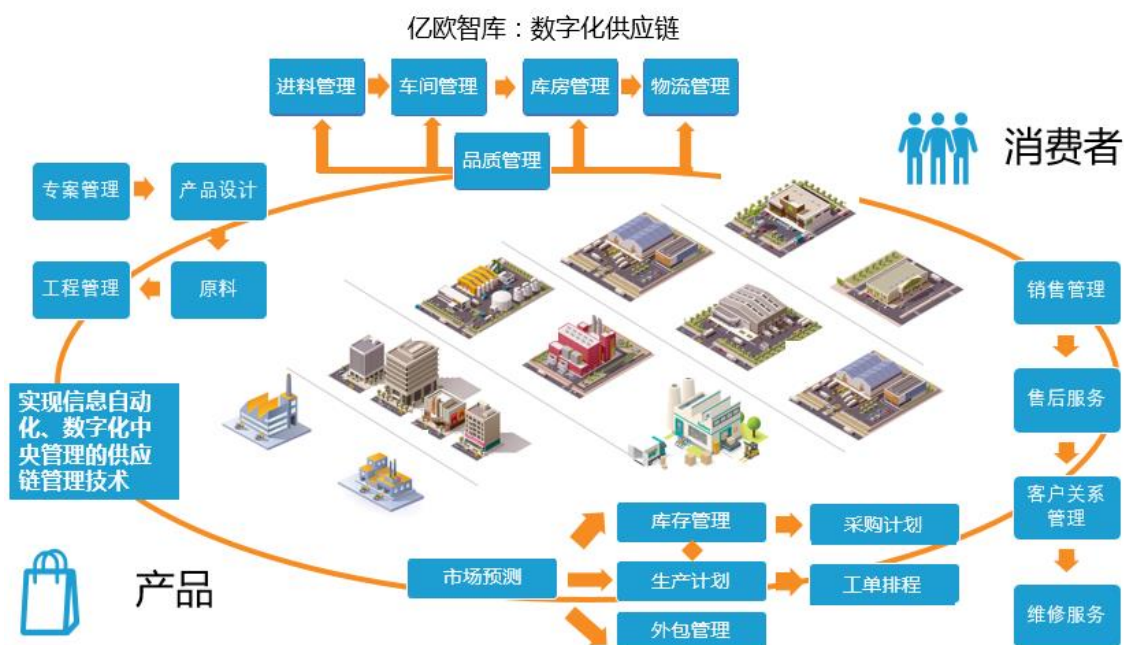 亿欧智库：数字化供应链
进料管理
车间管理
库房管理
物流管理
品质管理
消费者
专案管理
产品设计
工程管理
原料
销售管理
售后服务
客户关系
管理
维修服务
实现信息自动
化、数字化中
央管理的供应
链管理技术
产品
市场预测
库存管理
采购计划
生产计划
工单排程
外包管理